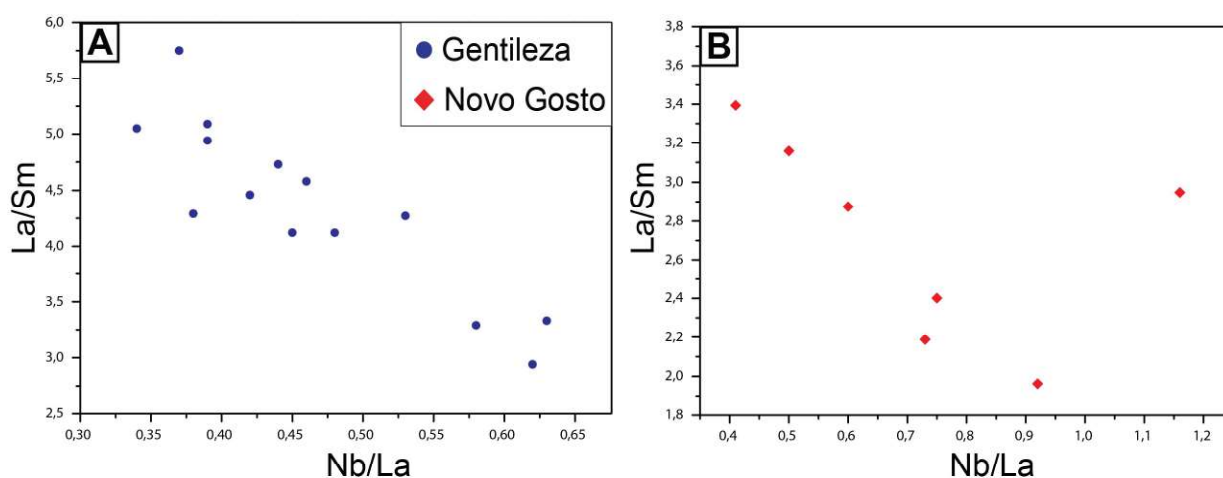 A
Gentileza
Novo Gosto
6,0
5,5
5,0
4,5
4,0
3,5
3,0
2,5
La/Sm
0,30 0,35 0,40 0,45 0,50 0,55 0,60 0,65
Nb/La
B
3,8
3,6
3,4
3,2
3,0
2,8
2,6
2,4
2,2
2,0
1,8
La/Sm
0,4 0,5 0,6 0,7 0,8 0,9 1,0 1,1 1,2
Nb/La